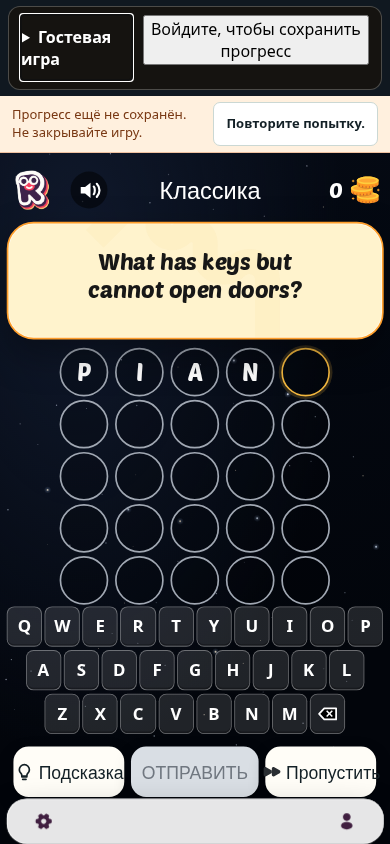 ▶ Гостевая
игра
Войдите, чтобы сохранить
прогресс
Прогресс ещё не сохранён.
Не закрывайте игру.
Повторите попытку.
R
Классика
0
What has keys but
cannot open doors?
P I A N
Q W E R T Y U I O P
A S D F G H J K L
Z X C V B N M
Подсказка
ОТПРАВИТЬ
Пропустить